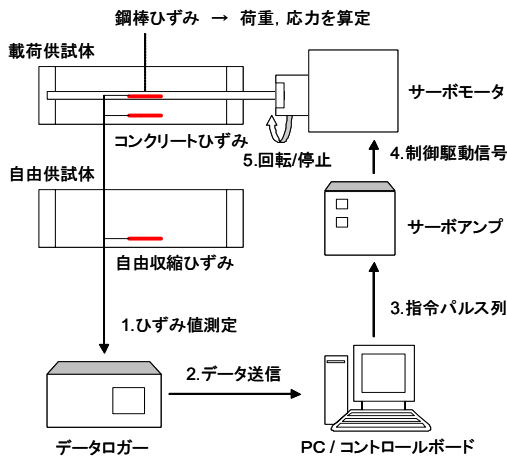 鋼棒ひずみ → 荷重，応力を算定
載荷供試体
サーボモータ
コンクリートひずみ
5.回転/停止
4.制御駆動信号
自由供試体
サーボアンプ
自由収縮ひずみ
1.ひずみ値測定
3.指令パルス列
2.データ送信
データロガー
PC / コントロールボード